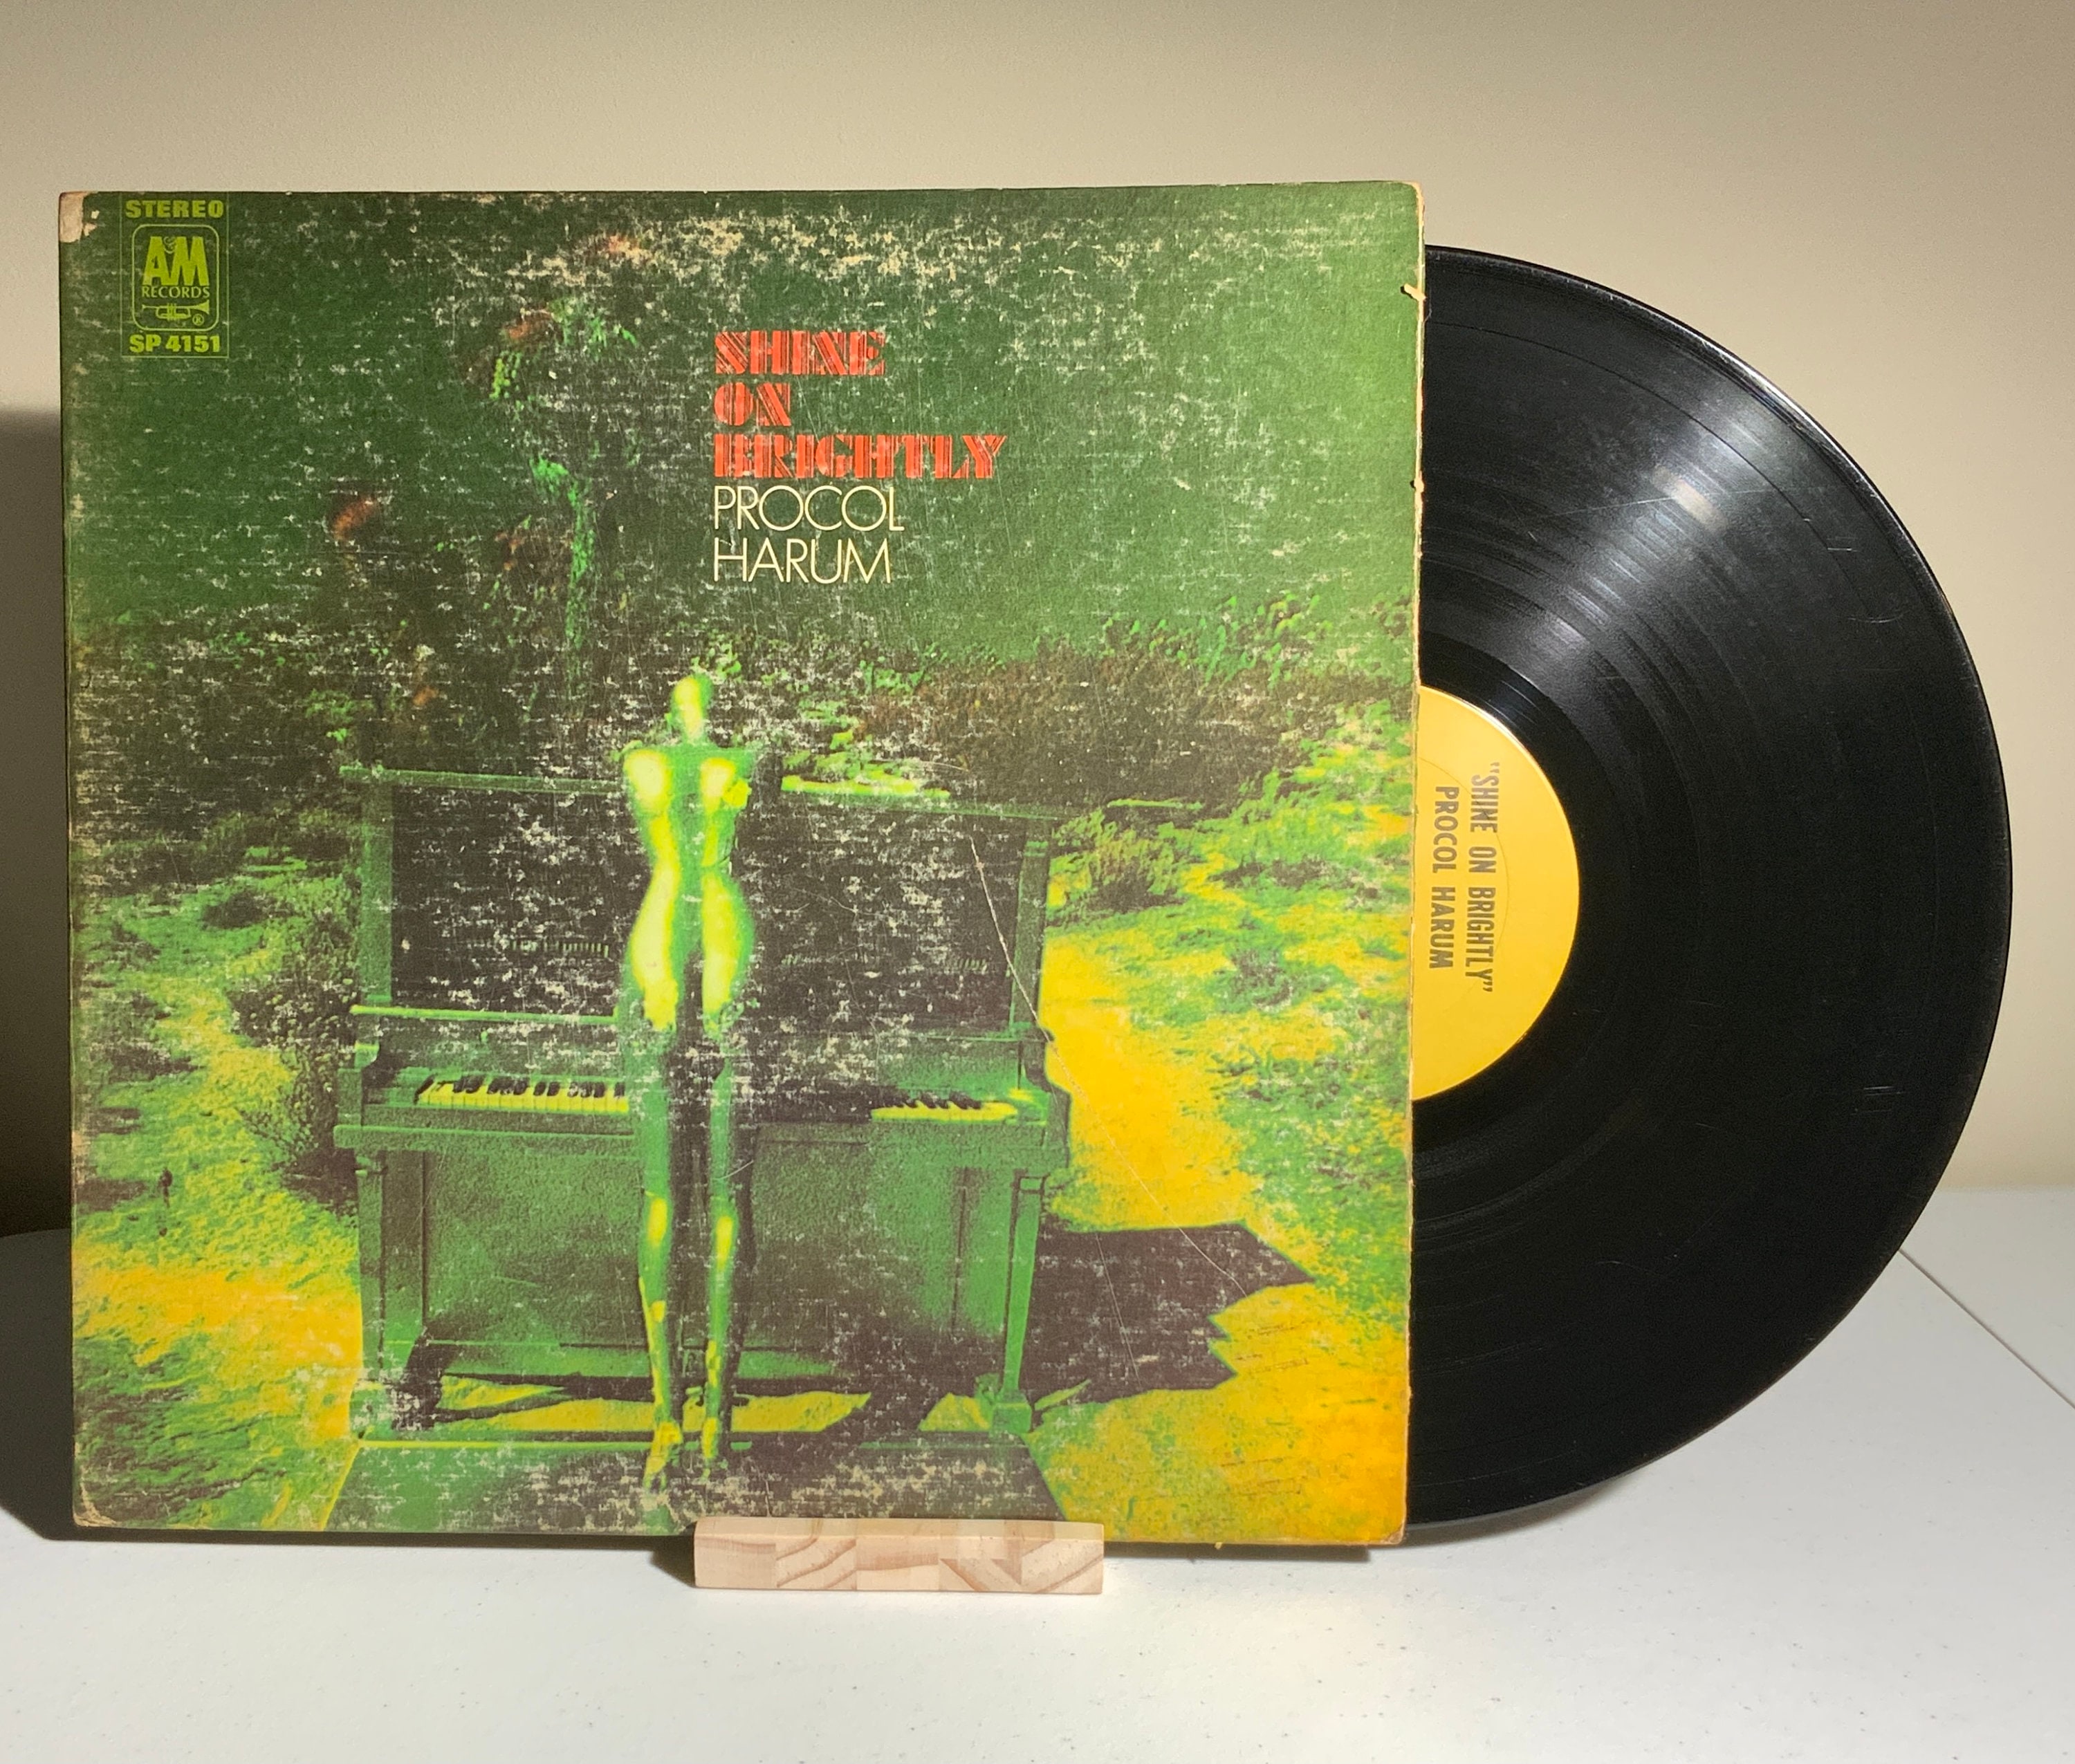 STEREO
A&M
RECORDS
®
SP 4151
SHINE
ON
BRIGHTLY
PROCOL
HARUM
"SHINE ON BRIGHTLY"
PROCOL HARUM